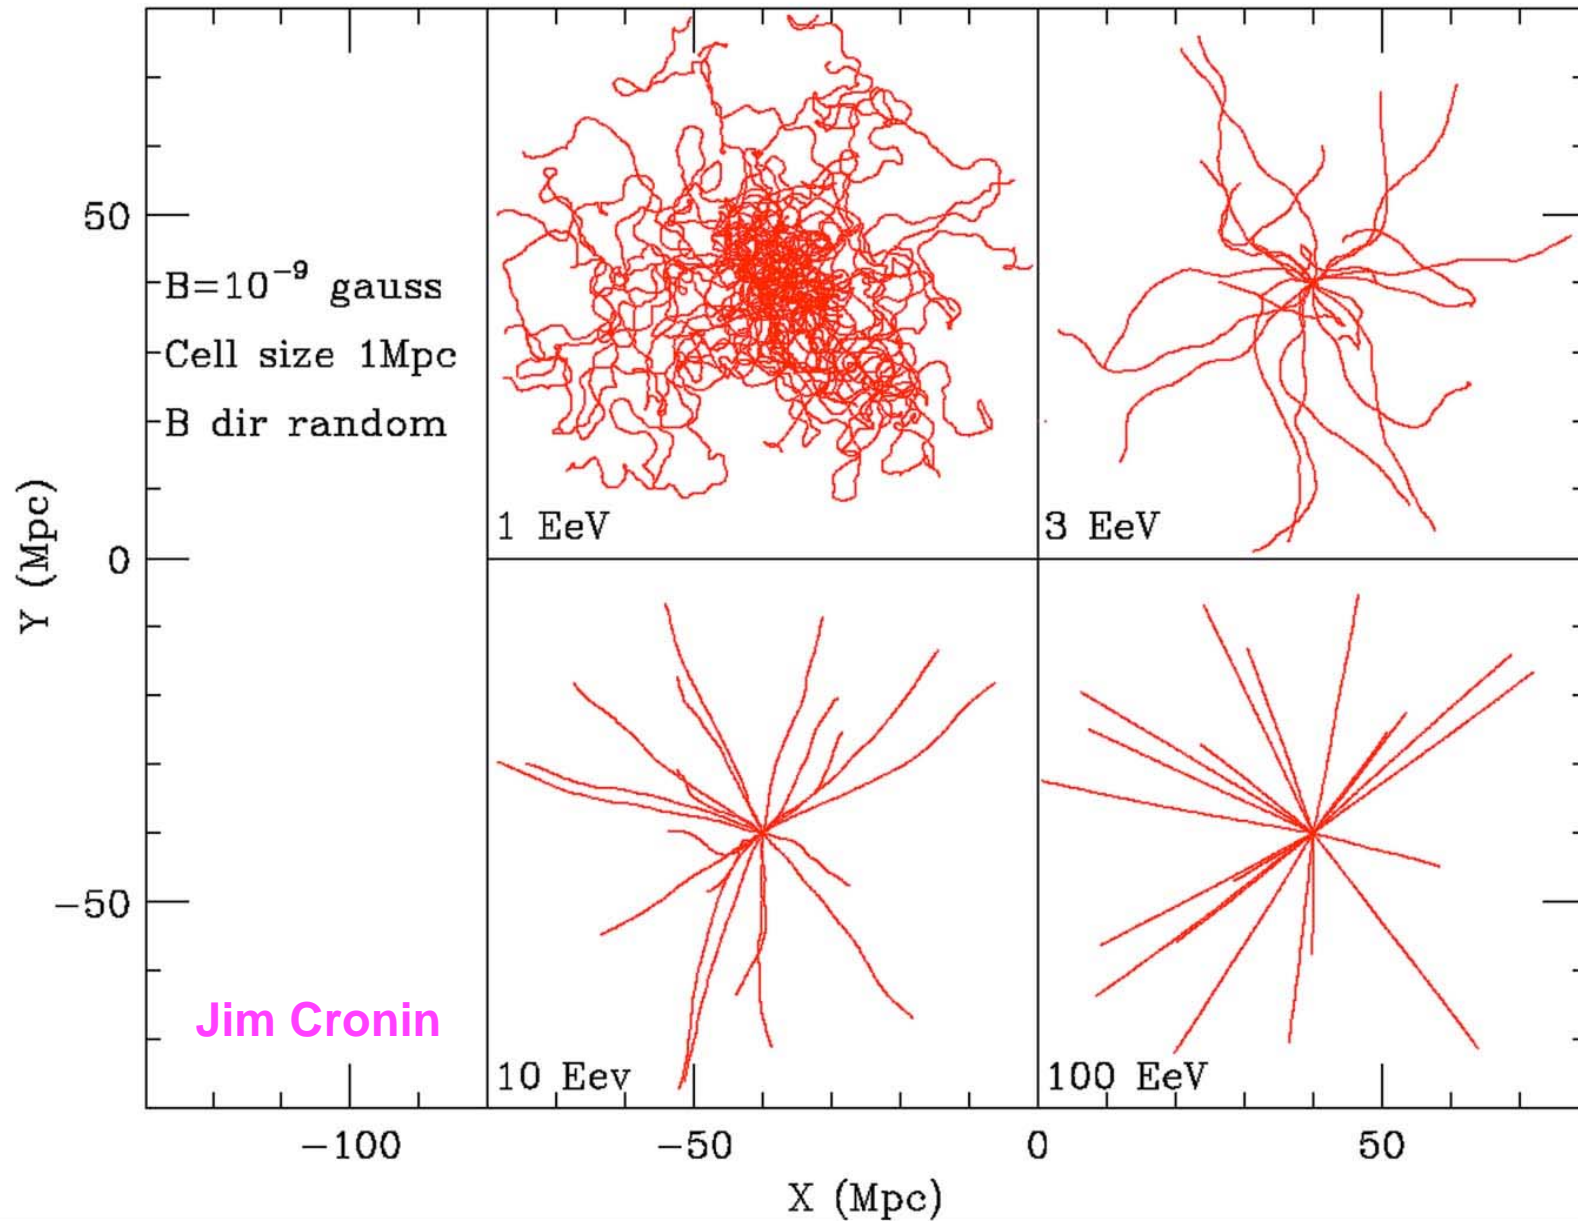 50
B=10⁻⁹ gauss
Cell size 1Mpc
B dir random
1 EeV
3 EeV
Y (Mpc)
0
-50
Jim Cronin
10 Eev
100 EeV
-100
-50
0
50
X (Mpc)